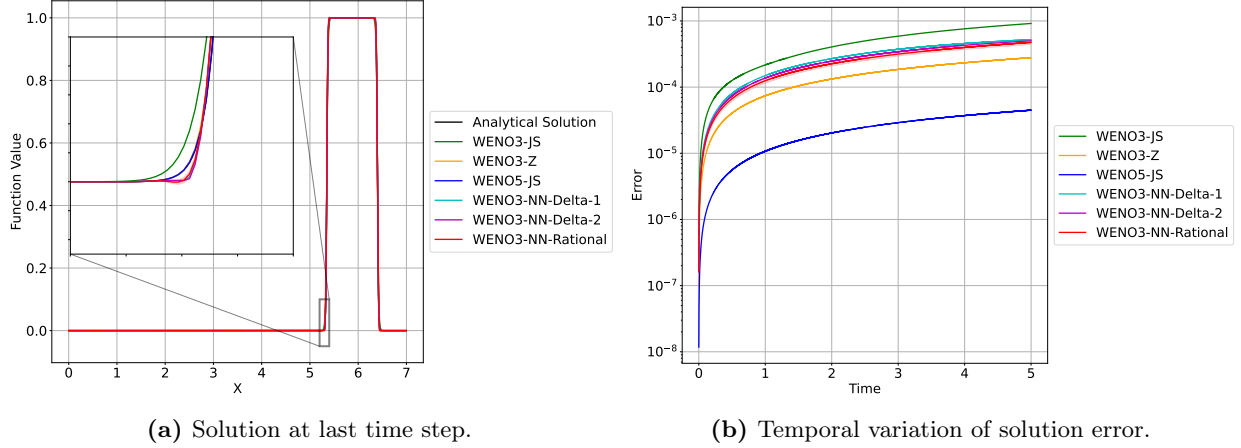 1.0
0.8
0.6
0.4
0.2
0.0
Function Value
0 1 2 3 4 5 6 7
X
Analytical Solution
WENO3-JS
WENO3-Z
WENO5-JS
WENO3-NN-Delta-1
WENO3-NN-Delta-2
WENO3-NN-Rational
(a) Solution at last time step.
10⁻³
10⁻⁴
10⁻⁵
10⁻⁶
10⁻⁷
10⁻⁸
Error
0 1 2 3 4 5
Time
WENO3-JS
WENO3-Z
WENO5-JS
WENO3-NN-Delta-1
WENO3-NN-Delta-2
WENO3-NN-Rational
(b) Temporal variation of solution error.